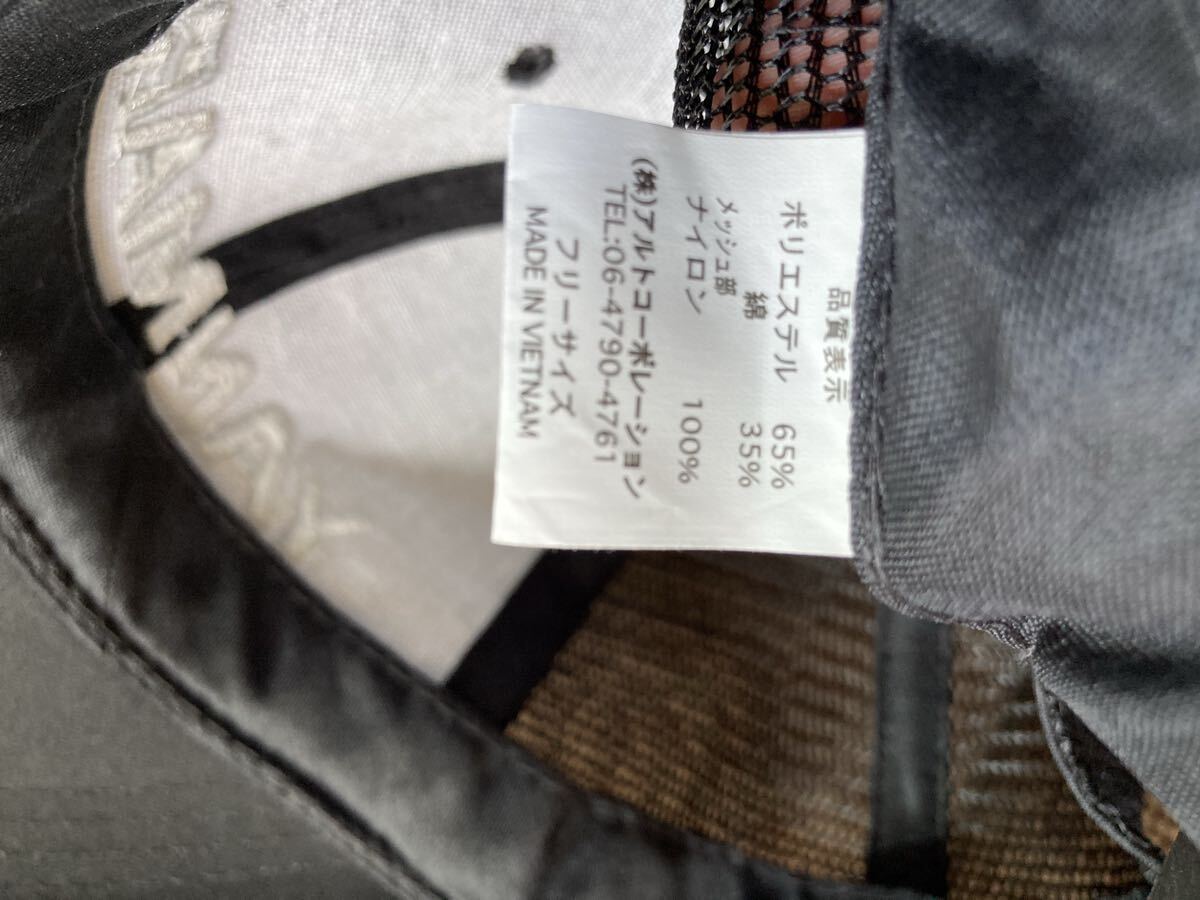 品質表示
ポリエステル 65%
綿 35%
メッシュ部
ナイロン 100%
(株)アルトコーポレーション
TEL:06-4790-4761
フリーサイズ
MADE IN VIETNAM